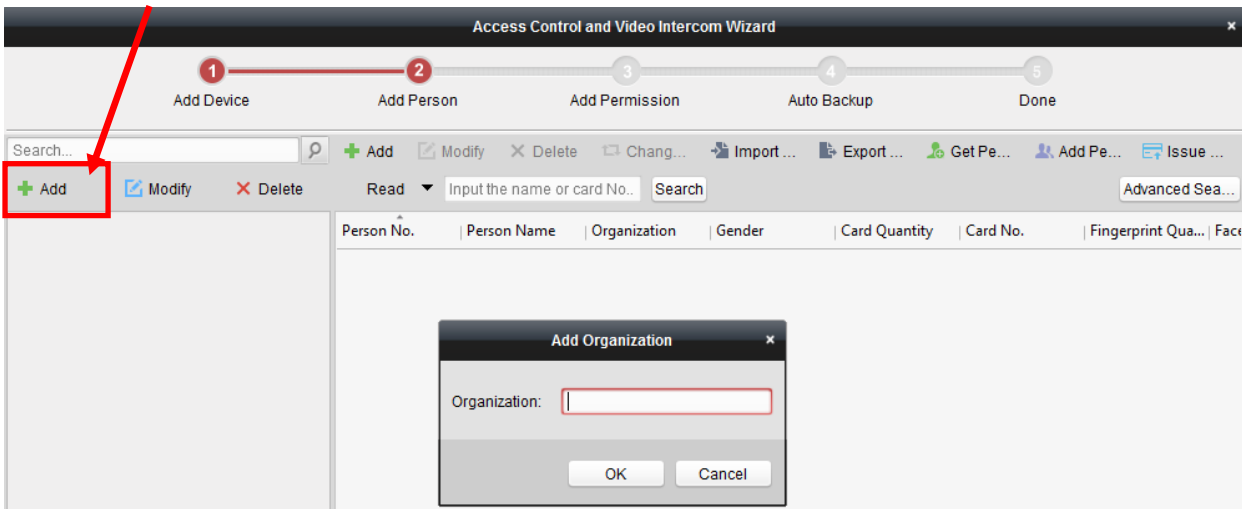 Access Control and Video Intercom Wizard
1 2 3 4 5
Add Device Add Person Add Permission Auto Backup Done
Search... Add Modify Delete Chang... Import ... Export ... Get Pe... Add Pe... Issue ...
Add Modify Delete Read Input the name or card No.. Search Advanced Sea...
Person No. Person Name Organization Gender Card Quantity Card No. Fingerprint Qua... Face
Add Organization
Organization:
OK Cancel